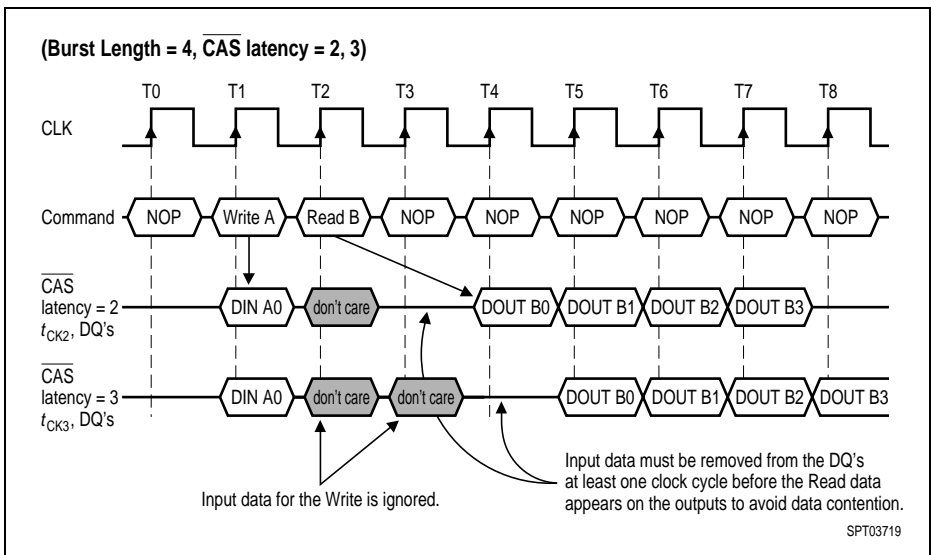 (Burst Length = 4, CAS latency = 2, 3)
T0 T1 T2 T3 T4 T5 T6 T7 T8
CLK
Command NOP Write A Read B NOP NOP NOP NOP NOP NOP
CAS
latency = 2 DIN A0 don't care DOUT B0 DOUT B1 DOUT B2 DOUT B3
tCK2, DQ's
CAS
latency = 3 DIN A0 don't care don't care DOUT B0 DOUT B1 DOUT B2 DOUT B3
tCK3, DQ's
Input data for the Write is ignored.
Input data must be removed from the DQ's
at least one clock cycle before the Read data
appears on the outputs to avoid data contention.
SPT03719